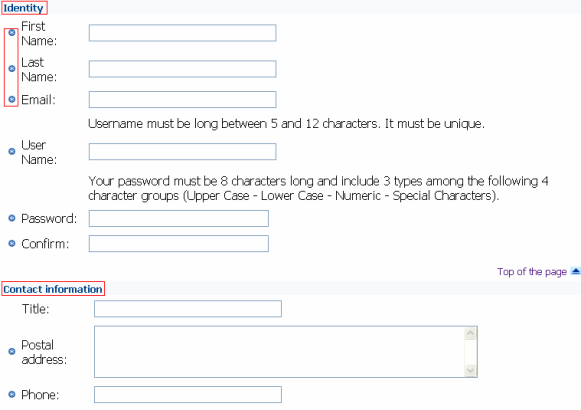 Identity
First
Name:
Last
Name:
Email:
Username must be long between 5 and 12 characters. It must be unique.
User
Name:
Your password must be 8 characters long and include 3 types among the following 4
character groups (Upper Case - Lower Case - Numeric - Special Characters).
Password:
Confirm:
Top of the page
Contact information
Title:
Postal
address:
Phone: